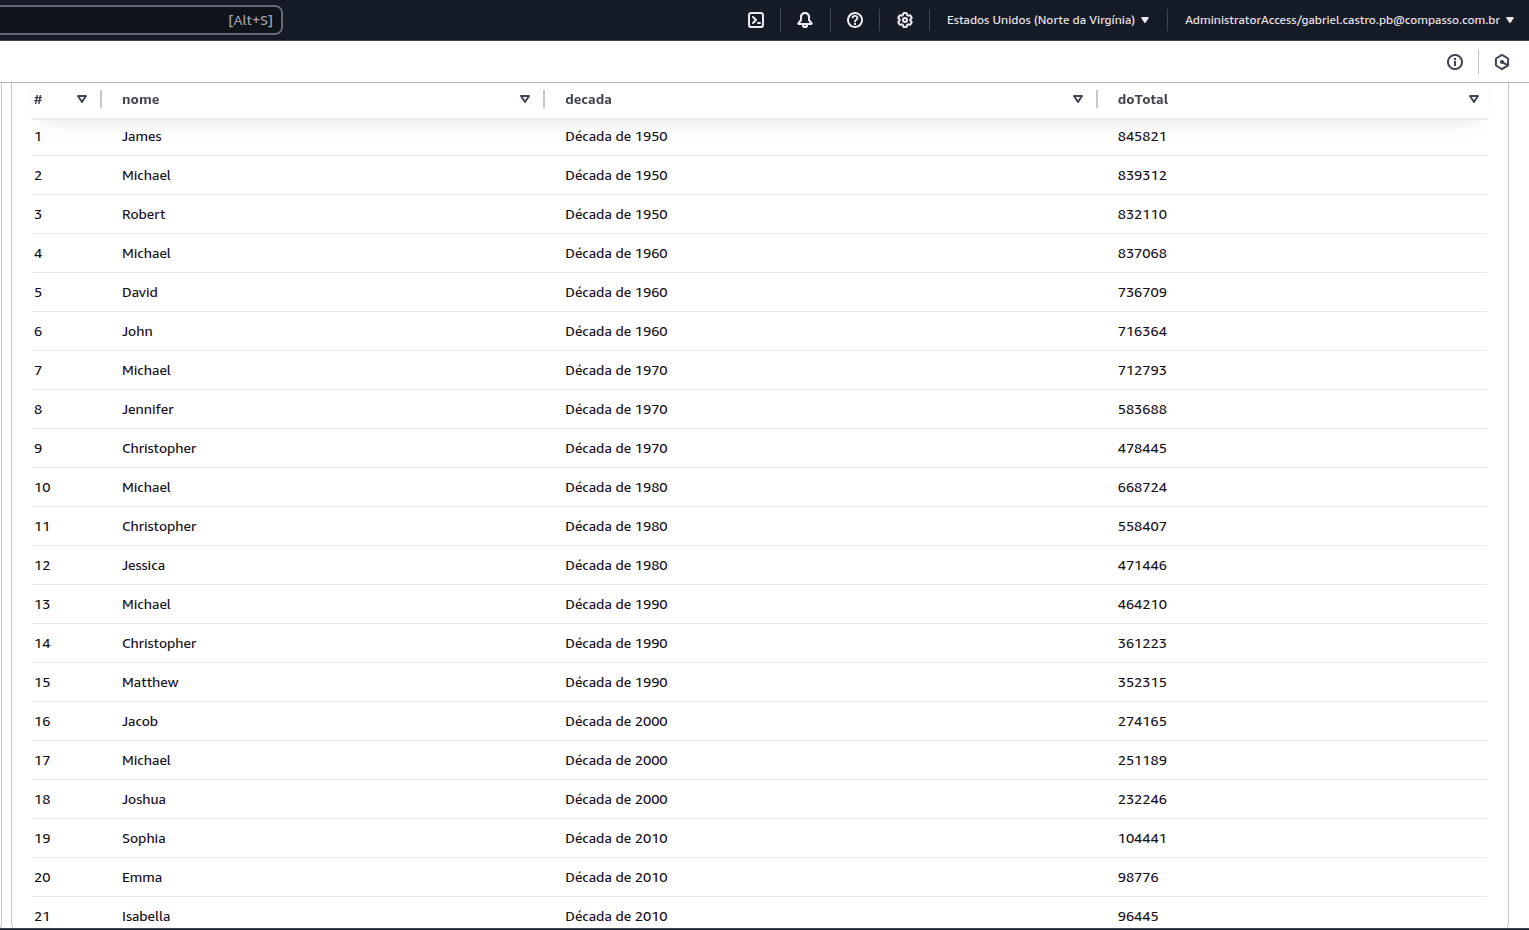 [Alt+S] Estados Unidos (Norte da Virgínia) AdministratorAccess/gabriel.castro.pb@compasso.com.br
# nome decada doTotal
1 James Década de 1950 845821
2 Michael Década de 1950 839312
3 Robert Década de 1950 832110
4 Michael Década de 1960 837068
5 David Década de 1960 736709
6 John Década de 1960 716364
7 Michael Década de 1970 712793
8 Jennifer Década de 1970 583688
9 Christopher Década de 1970 478445
10 Michael Década de 1980 668724
11 Christopher Década de 1980 558407
12 Jessica Década de 1980 471446
13 Michael Década de 1990 464210
14 Christopher Década de 1990 361223
15 Matthew Década de 1990 352315
16 Jacob Década de 2000 274165
17 Michael Década de 2000 251189
18 Joshua Década de 2000 232246
19 Sophia Década de 2010 104441
20 Emma Década de 2010 98776
21 Isabella Década de 2010 96445